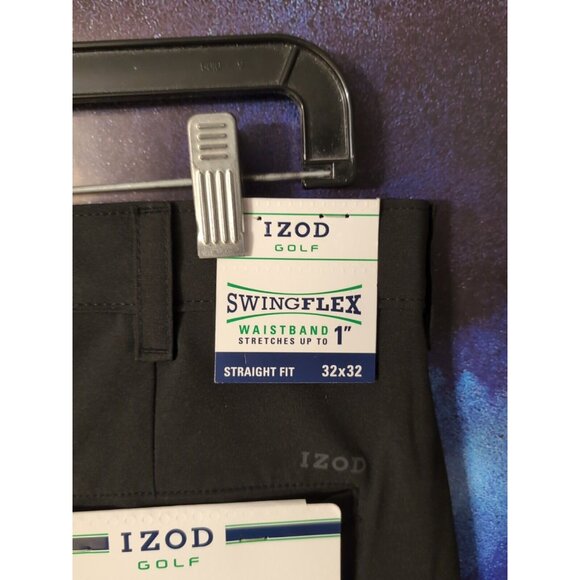 IZOD
GOLF
SWINGFLEX
WAISTBAND
STRETCHES UP TO 1"
STRAIGHT FIT 32x32
IZOD
IZOD
GOLF